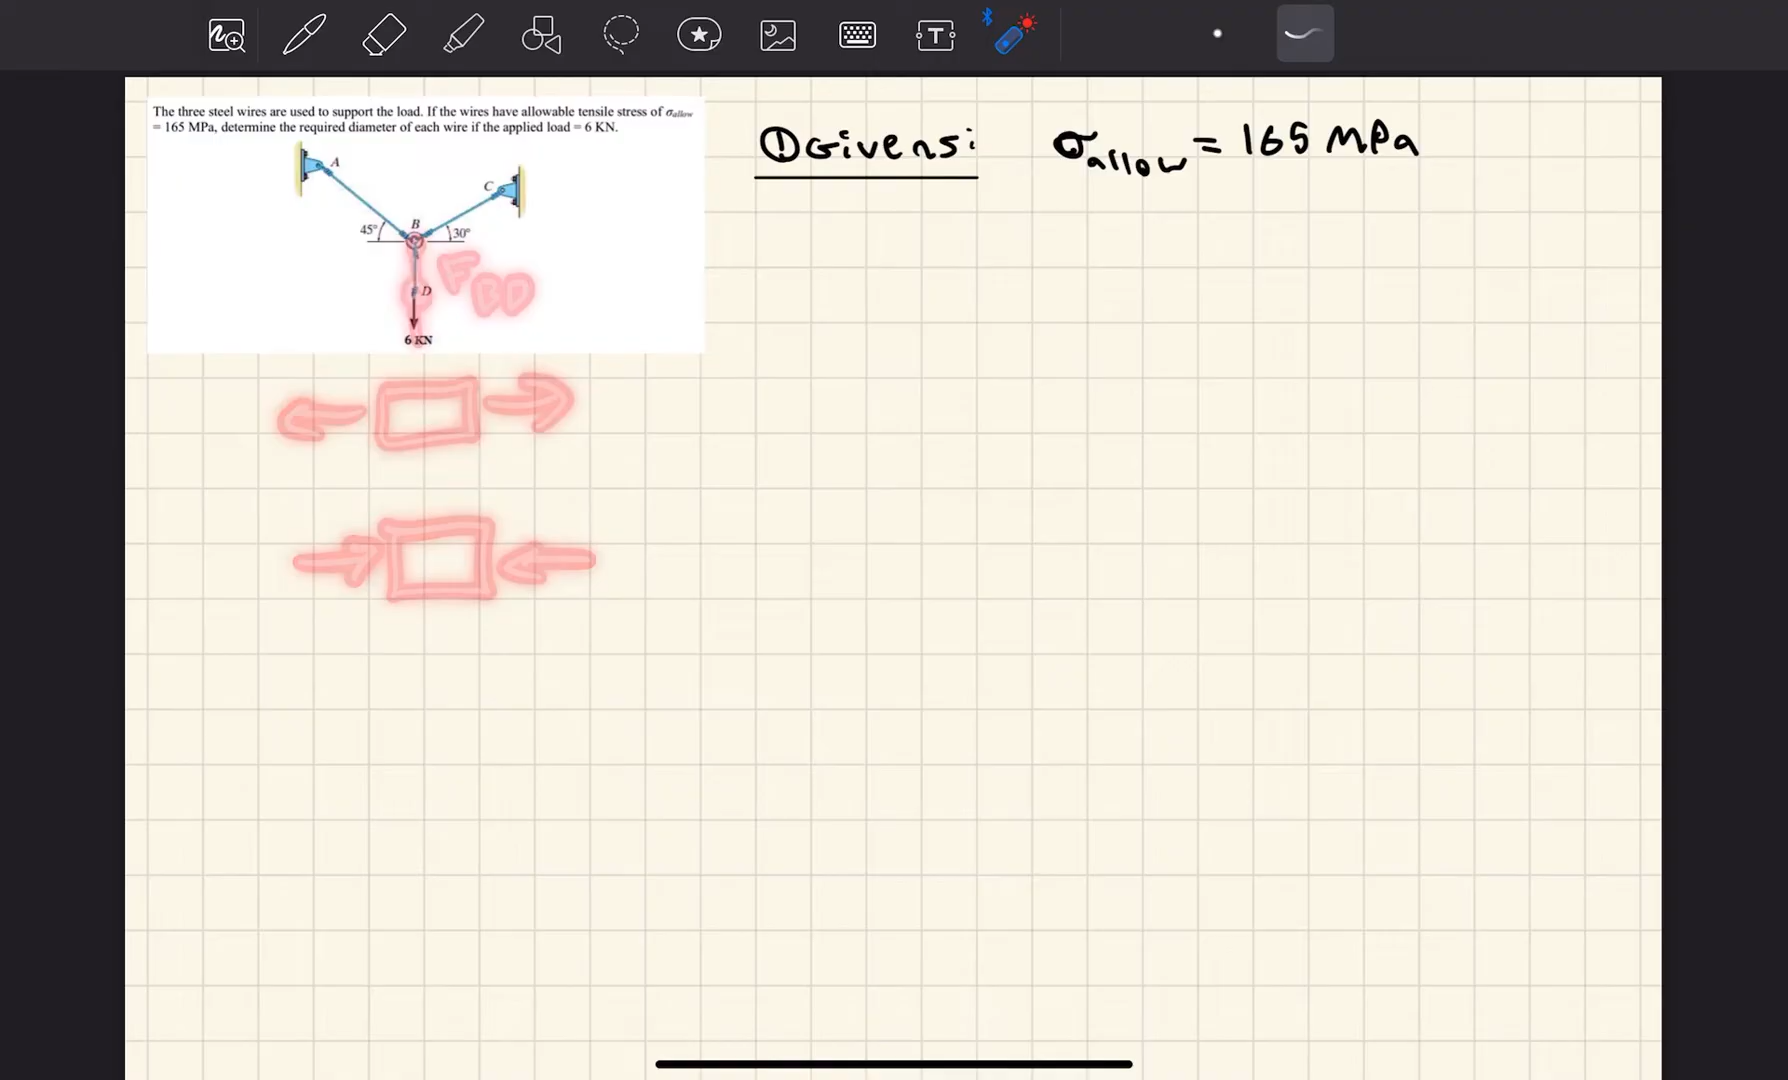 The three steel wires are used to support the load. If the wires have allowable tensile stress of σallow
= 165 MPa, determine the required diameter of each wire if the applied load = 6 KN.
A
C
B
45°
30°
D
6 KN
F BD
① Givens: σallow = 165 MPa
T